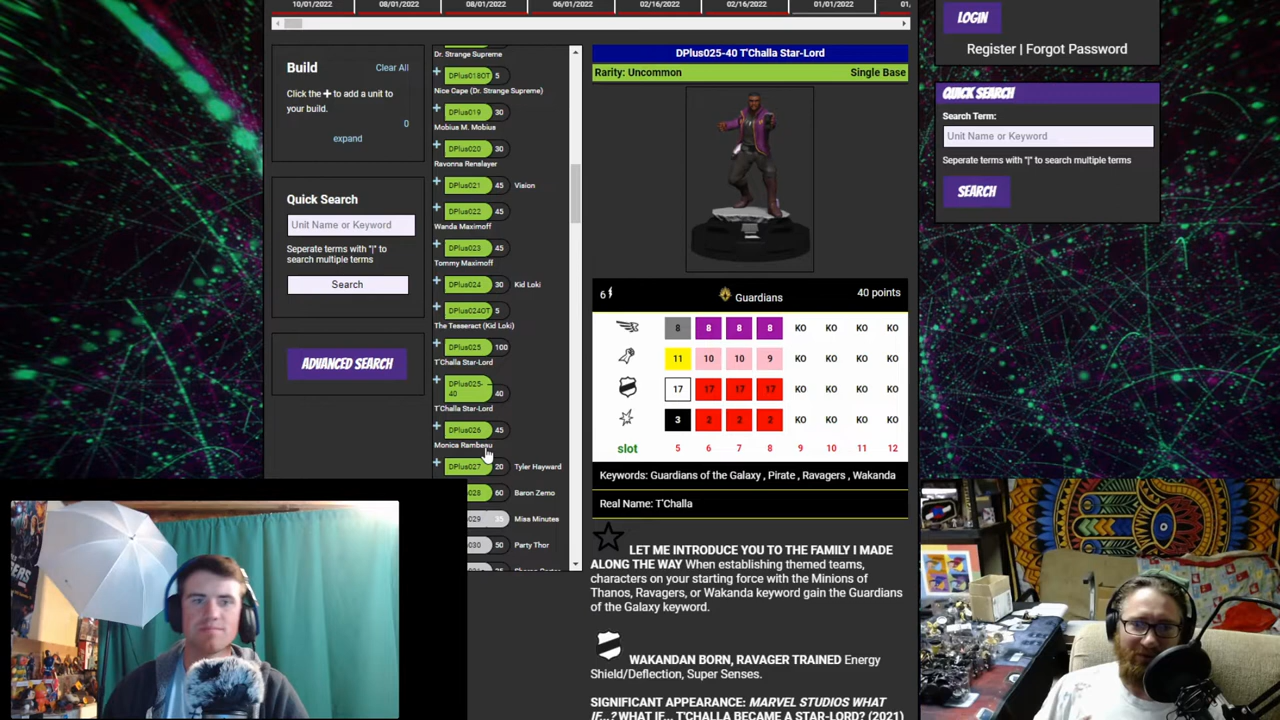 10/01/2022 08/01/2022 08/01/2022 06/01/2022 02/16/2022 02/16/2022 01/01/2022 01,
LOGIN
Register | Forgot Password
QUICK SEARCH
Search Term:
Unit Name or Keyword
Seperate terms with "|" to search multiple terms
SEARCH
Build Clear All
Click the + to add a unit to
your build.
0
expand
Quick Search
Unit Name or Keyword
Seperate terms with "|" to
search multiple terms
Search
ADVANCED SEARCH
Dr. Strange Supreme
DPlus018OT 5
Nice Cape (Dr. Strange Supreme)
DPlus019 30
Mobius M. Mobius
DPlus020 30
Ravonna Renslayer
DPlus021 45 Vision
DPlus022 45
Wanda Maximoff
DPlus023 45
Tommy Maximoff
DPlus024 30 Kid Loki
DPlus024OT 5
The Tesseract (Kid Loki)
DPlus025 100
T'Challa Star-Lord
DPlus025-
40 40
T'Challa Star-Lord
DPlus026 45
Monica Rambeau
DPlus027 20 Tyler Hayward
028 60 Baron Zemo
029 35 Miss Minutes
030 50 Party Thor
DPlus025-40 T'Challa Star-Lord
Rarity: Uncommon Single Base
6 Guardians 40 points
8 8 8 8 KO KO KO KO
11 10 10 9 KO KO KO KO
17 17 17 17 KO KO KO KO
3 2 2 2 KO KO KO KO
slot 5 6 7 8 9 10 11 12
Keywords: Guardians of the Galaxy , Pirate , Ravagers , Wakanda
Real Name: T'Challa
LET ME INTRODUCE YOU TO THE FAMILY I MADE
ALONG THE WAY When establishing themed teams,
characters on your starting force with the Minions of
Thanos, Ravagers, or Wakanda keyword gain the Guardians
of the Galaxy keyword.
WAKANDAN BORN, RAVAGER TRAINED Energy
Shield/Deflection, Super Senses.
SIGNIFICANT APPEARANCE: MARVEL STUDIOS WHAT
IF...? WHAT IF... T'CHALLA BECAME A STAR-LORD? (2021)